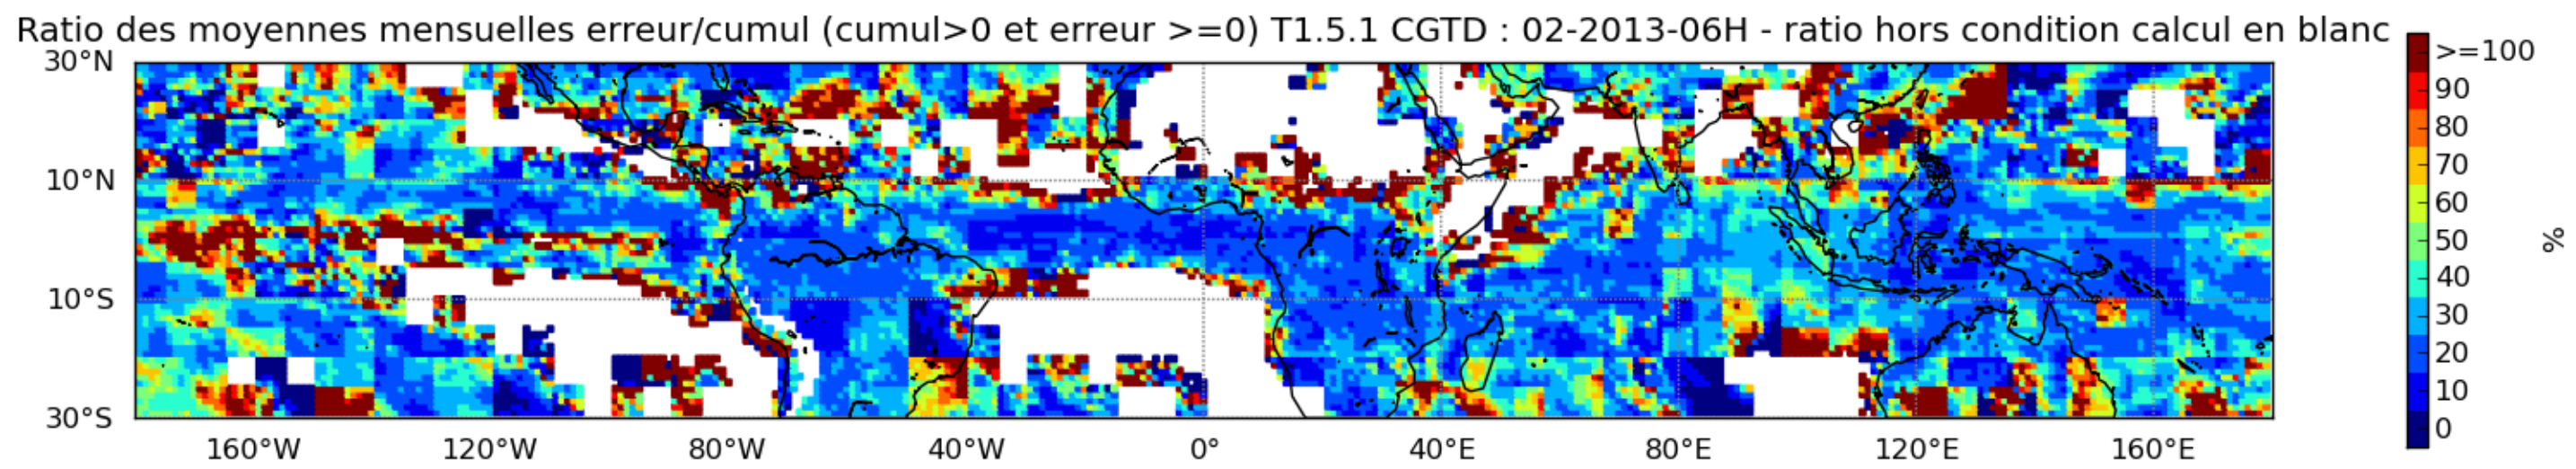 Ratio des moyennes mensuelles erreur/cumul (cumul>0 et erreur >=0) T1.5.1 CGTD : 02-2013-06H - ratio hors condition calcul en blanc
30°N
10°N
10°S
30°S
160°W 120°W 80°W 40°W 0° 40°E 80°E 120°E 160°E
>=100
90
80
70
60
50
40
30
20
10
0
%